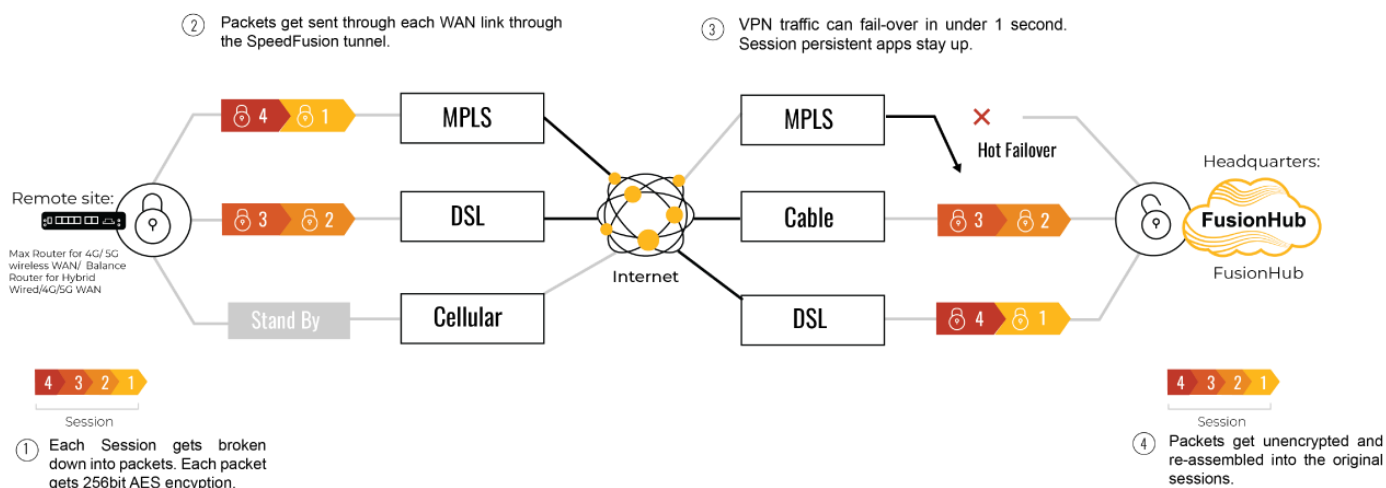 2 Packets get sent through each WAN link through
the SpeedFusion tunnel.
3 VPN traffic can fail-over in under 1 second.
Session persistent apps stay up.
4 1
MPLS
MPLS
Hot Failover
Headquarters:
Remote site:
3 2
DSL
Cable
3 2
FusionHub
FusionHub
Max Router for 4G/ 5G
wireless WAN/ Balance
Router for Hybrid
Wired/4G/5G WAN
Internet
Stand By
Cellular
DSL
4 1
4 3 2 1
Session
1 Each Session gets broken
down into packets. Each packet
gets 256bit AES encyption.
4 3 2 1
Session
4 Packets get unencrypted and
re-assembled into the original
sessions.